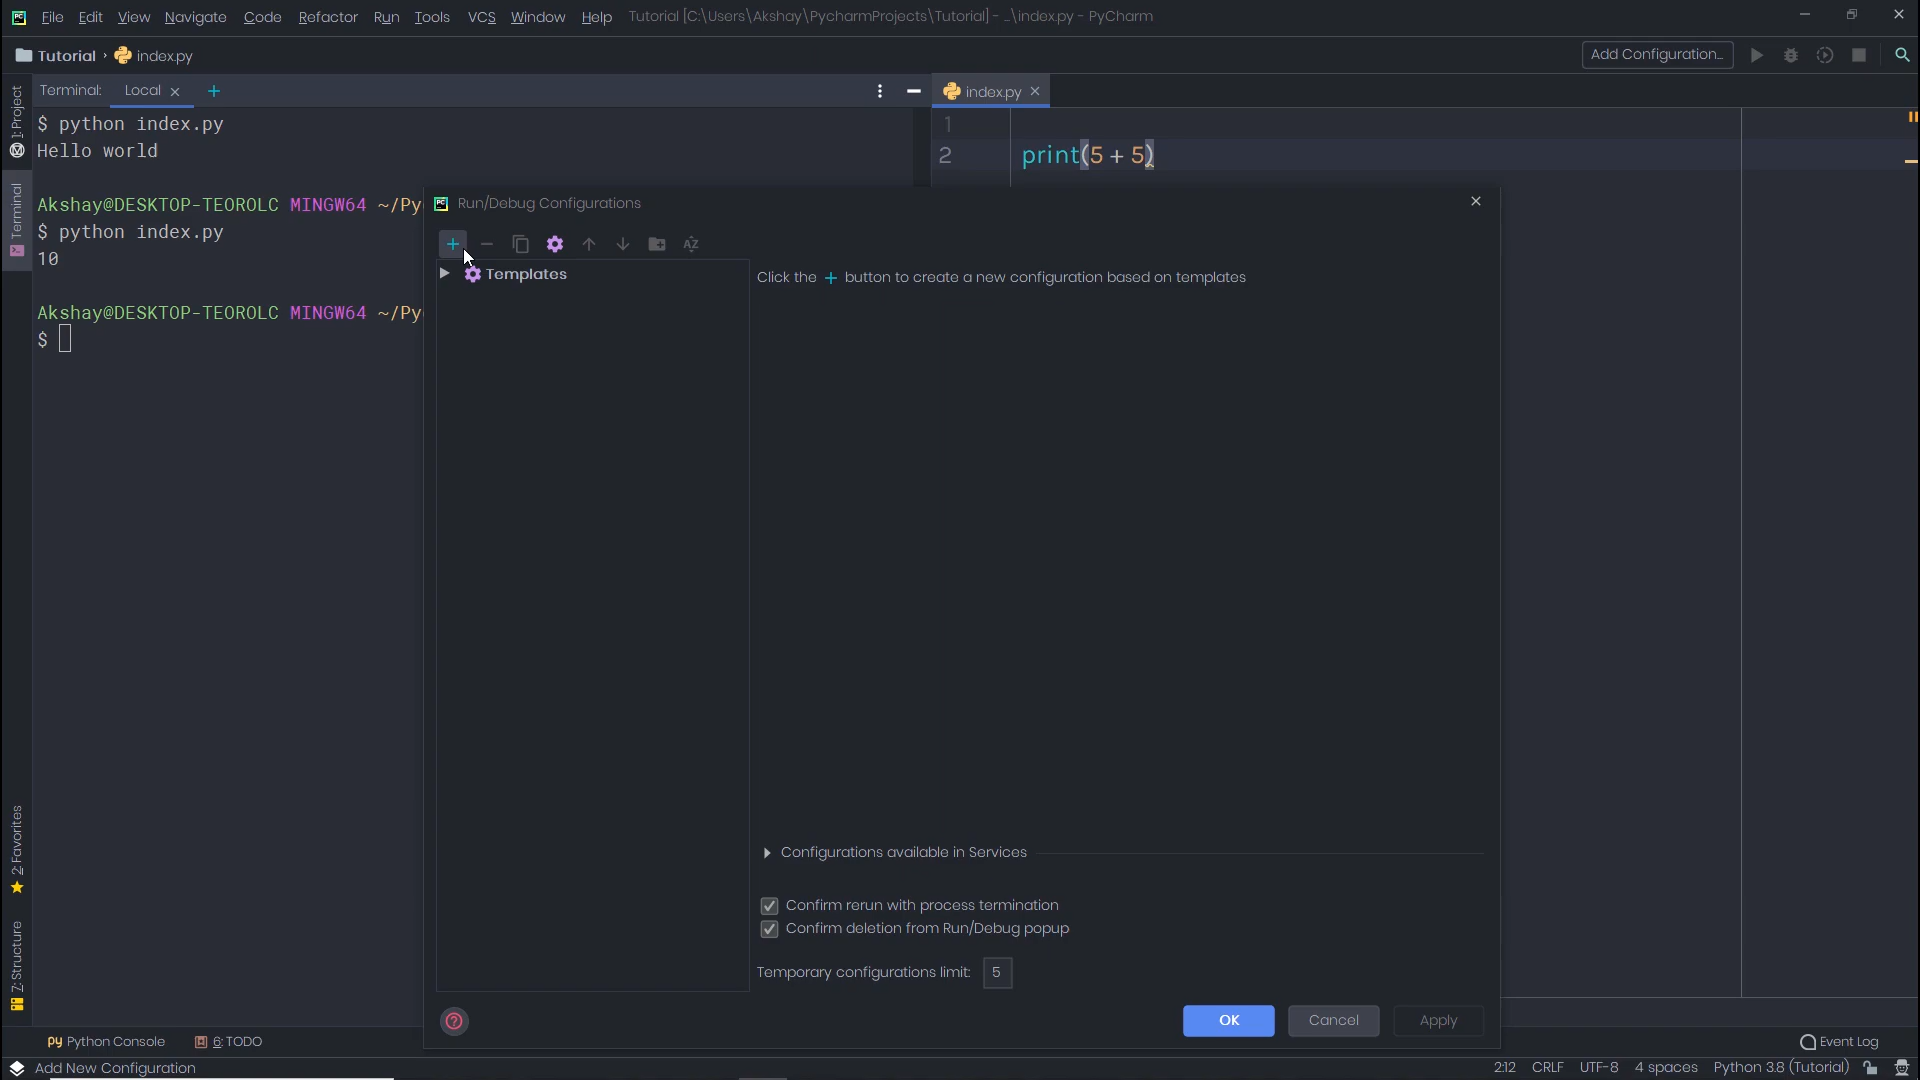 File Edit View Navigate Code Refactor Run Tools VCS Window Help Tutorial [C:\Users\Akshay\PycharmProjects\Tutorial] - ...\index.py - PyCharm
Tutorial › index.py
Add Configuration...
1: Project
Terminal
2: Favorites
7: Structure
Terminal: Local × +
$ python index.py
Hello world
Akshay@DESKTOP-TEOROLC MINGW64 ~/Py
$ python index.py
10
Akshay@DESKTOP-TEOROLC MINGW64 ~/Py
$
index.py ×
1
2 print(5 + 5)
Run/Debug Configurations
Templates
Click the + button to create a new configuration based on templates
Configurations available in Services
Confirm rerun with process termination
Confirm deletion from Run/Debug popup
Temporary configurations limit: 5
? OK Cancel Apply
Python Console 6: TODO Event Log
Add New Configuration 2:12 CRLF UTF-8 4 spaces Python 3.8 (Tutorial)